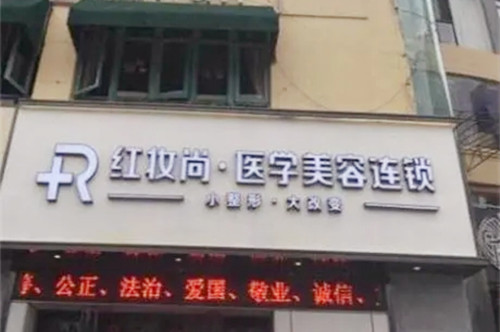 R 红妆尚·医学美容连锁
小整形·大改变
、公正、法治、爱国、敬业、诚信、